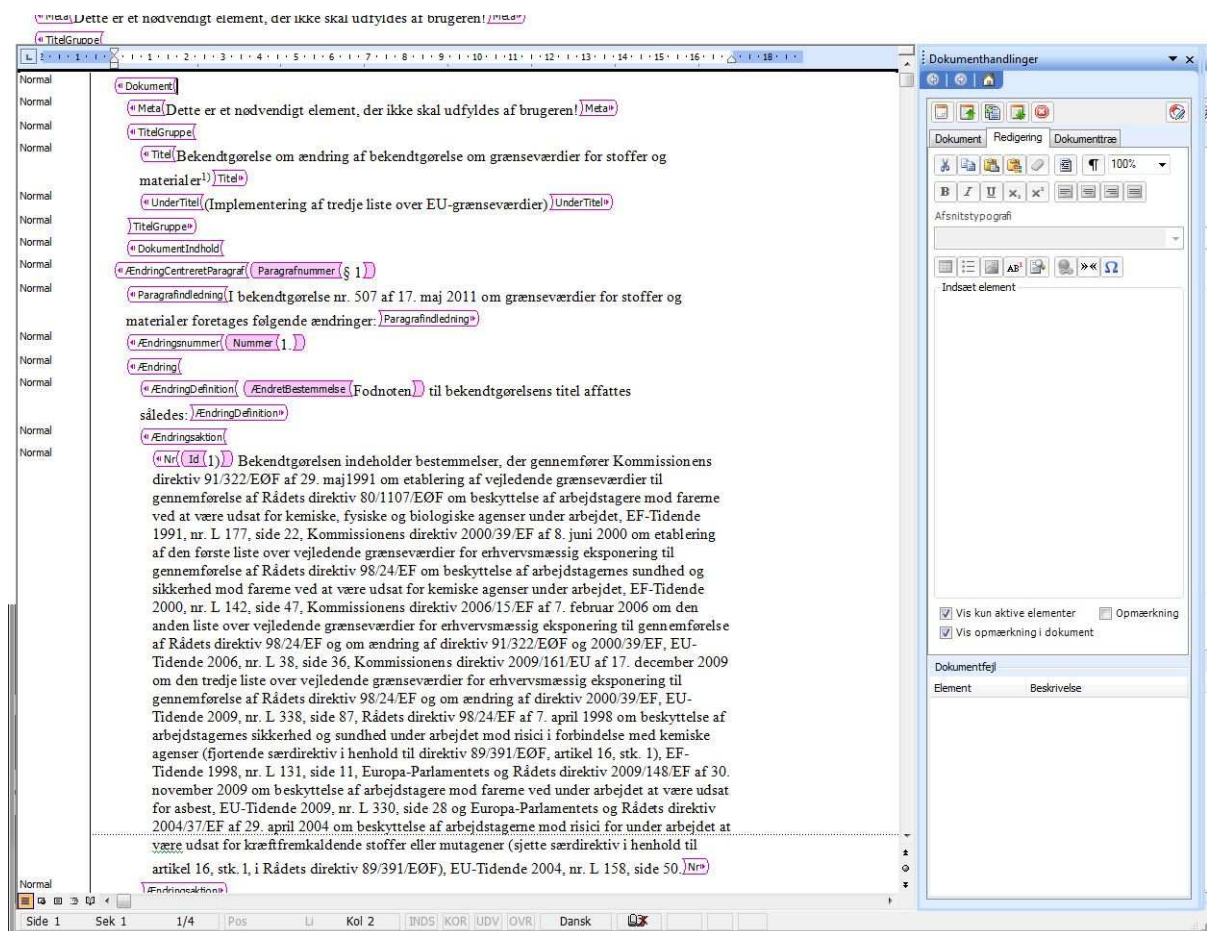 Meta Dette er et nødvendigt element, der ikke skal udfyldes af brugeren! Meta
TitelGruppe
2 · 1 · 1 · 1 · 2 · 3 · 4 · 5 · 6 · 7 · 8 · 9 · 10 · 11 · 12 · 13 · 14 · 15 · 16 · 18
Normal Dokument
Normal Meta Dette er et nødvendigt element, der ikke skal udfyldes af brugeren! Meta
Normal TitelGruppe
Normal Titel Bekendtgørelse om ændring af bekendtgørelse om grænseværdier for stoffer og
materialer1) Titel
Normal UnderTitel (Implementering af tredje liste over EU-grænseværdier) UnderTitel
Normal TitelGruppe
Normal DokumentIndhold
Normal ÆndringCentreretParagraf Paragrafnummer § 1
Normal Paragrafindledning I bekendtgørelse nr. 507 af 17. maj 2011 om grænseværdier for stoffer og
materialer foretages følgende ændringer: Paragrafindledning
Normal Ændringsnummer Nummer 1.
Normal Ændring
Normal ÆndringDefinition ÆndretBestemmelse Fodnoten til bekendtgørelsens titel affattes
således: ÆndringDefinition
Normal Ændringsaktion
Normal Nr Id 1) Bekendtgørelsen indeholder bestemmelser, der gennemfører Kommissionens
direktiv 91/322/EØF af 29. maj1991 om etablering af vejledende grænseværdier til
gennemførelse af Rådets direktiv 80/1107/EØF om beskyttelse af arbejdstagere mod farerne
ved at være udsat for kemiske, fysiske og biologiske agenser under arbejdet, EF-Tidende
1991, nr. L 177, side 22, Kommissionens direktiv 2000/39/EF af 8. juni 2000 om etablering
af den første liste over vejledende grænseværdier for erhvervsmæssig eksponering til
gennemførelse af Rådets direktiv 98/24/EF om beskyttelse af arbejdstagernes sundhed og
sikkerhed mod farerne ved at være udsat for kemiske agenser under arbejdet, EF-Tidende
2000, nr. L 142, side 47, Kommissionens direktiv 2006/15/EF af 7. februar 2006 om den
anden liste over vejledende grænseværdier for erhvervsmæssig eksponering til gennemførelse
af Rådets direktiv 98/24/EF og om ændring af direktiv 91/322/EØF og 2000/39/EF, EU-
Tidende 2006, nr. L 38, side 36, Kommissionens direktiv 2009/161/EU af 17. december 2009
om den tredje liste over vejledende grænseværdier for erhvervsmæssig eksponering til
gennemførelse af Rådets direktiv 98/24/EF og om ændring af direktiv 2000/39/EF, EU-
Tidende 2009, nr. L 338, side 87, Rådets direktiv 98/24/EF af 7. april 1998 om beskyttelse af
arbejdstagernes sikkerhed og sundhed under arbejdet mod risici i forbindelse med kemiske
agenser (fjortende særdirektiv i henhold til direktiv 89/391/EØF, artikel 16, stk. 1), EF-
Tidende 1998, nr. L 131, side 11, Europa-Parlamentets og Rådets direktiv 2009/148/EF af 30.
november 2009 om beskyttelse af arbejdstagere mod farerne ved under arbejdet at være udsat
for asbest, EU-Tidende 2009, nr. L 330, side 28 og Europa-Parlamentets og Rådets direktiv
2004/37/EF af 29. april 2004 om beskyttelse af arbejdstagerne mod risici for under arbejdet at
være udsat for kræftfremkaldende stoffer eller mutagener (sjette særdirektiv i henhold til
artikel 16, stk. 1, i Rådets direktiv 89/391/EØF), EU-Tidende 2004, nr. L 158, side 50. Nr
Normal Ændringsaktion
Side 1 Sek 1 1/4 Pos Li Kol 2 INDS KOR UDV OVR Dansk
Dokumenthandlinger
Dokument Redigering Dokumenttræ
100%
B I U x₂ x²
Afsnitstypografi
AB¹ »« Ω
Indsæt element
Vis kun aktive elementer Opmærkning
Vis opmærkning i dokument
Dokumentfejl
Element Beskrivelse